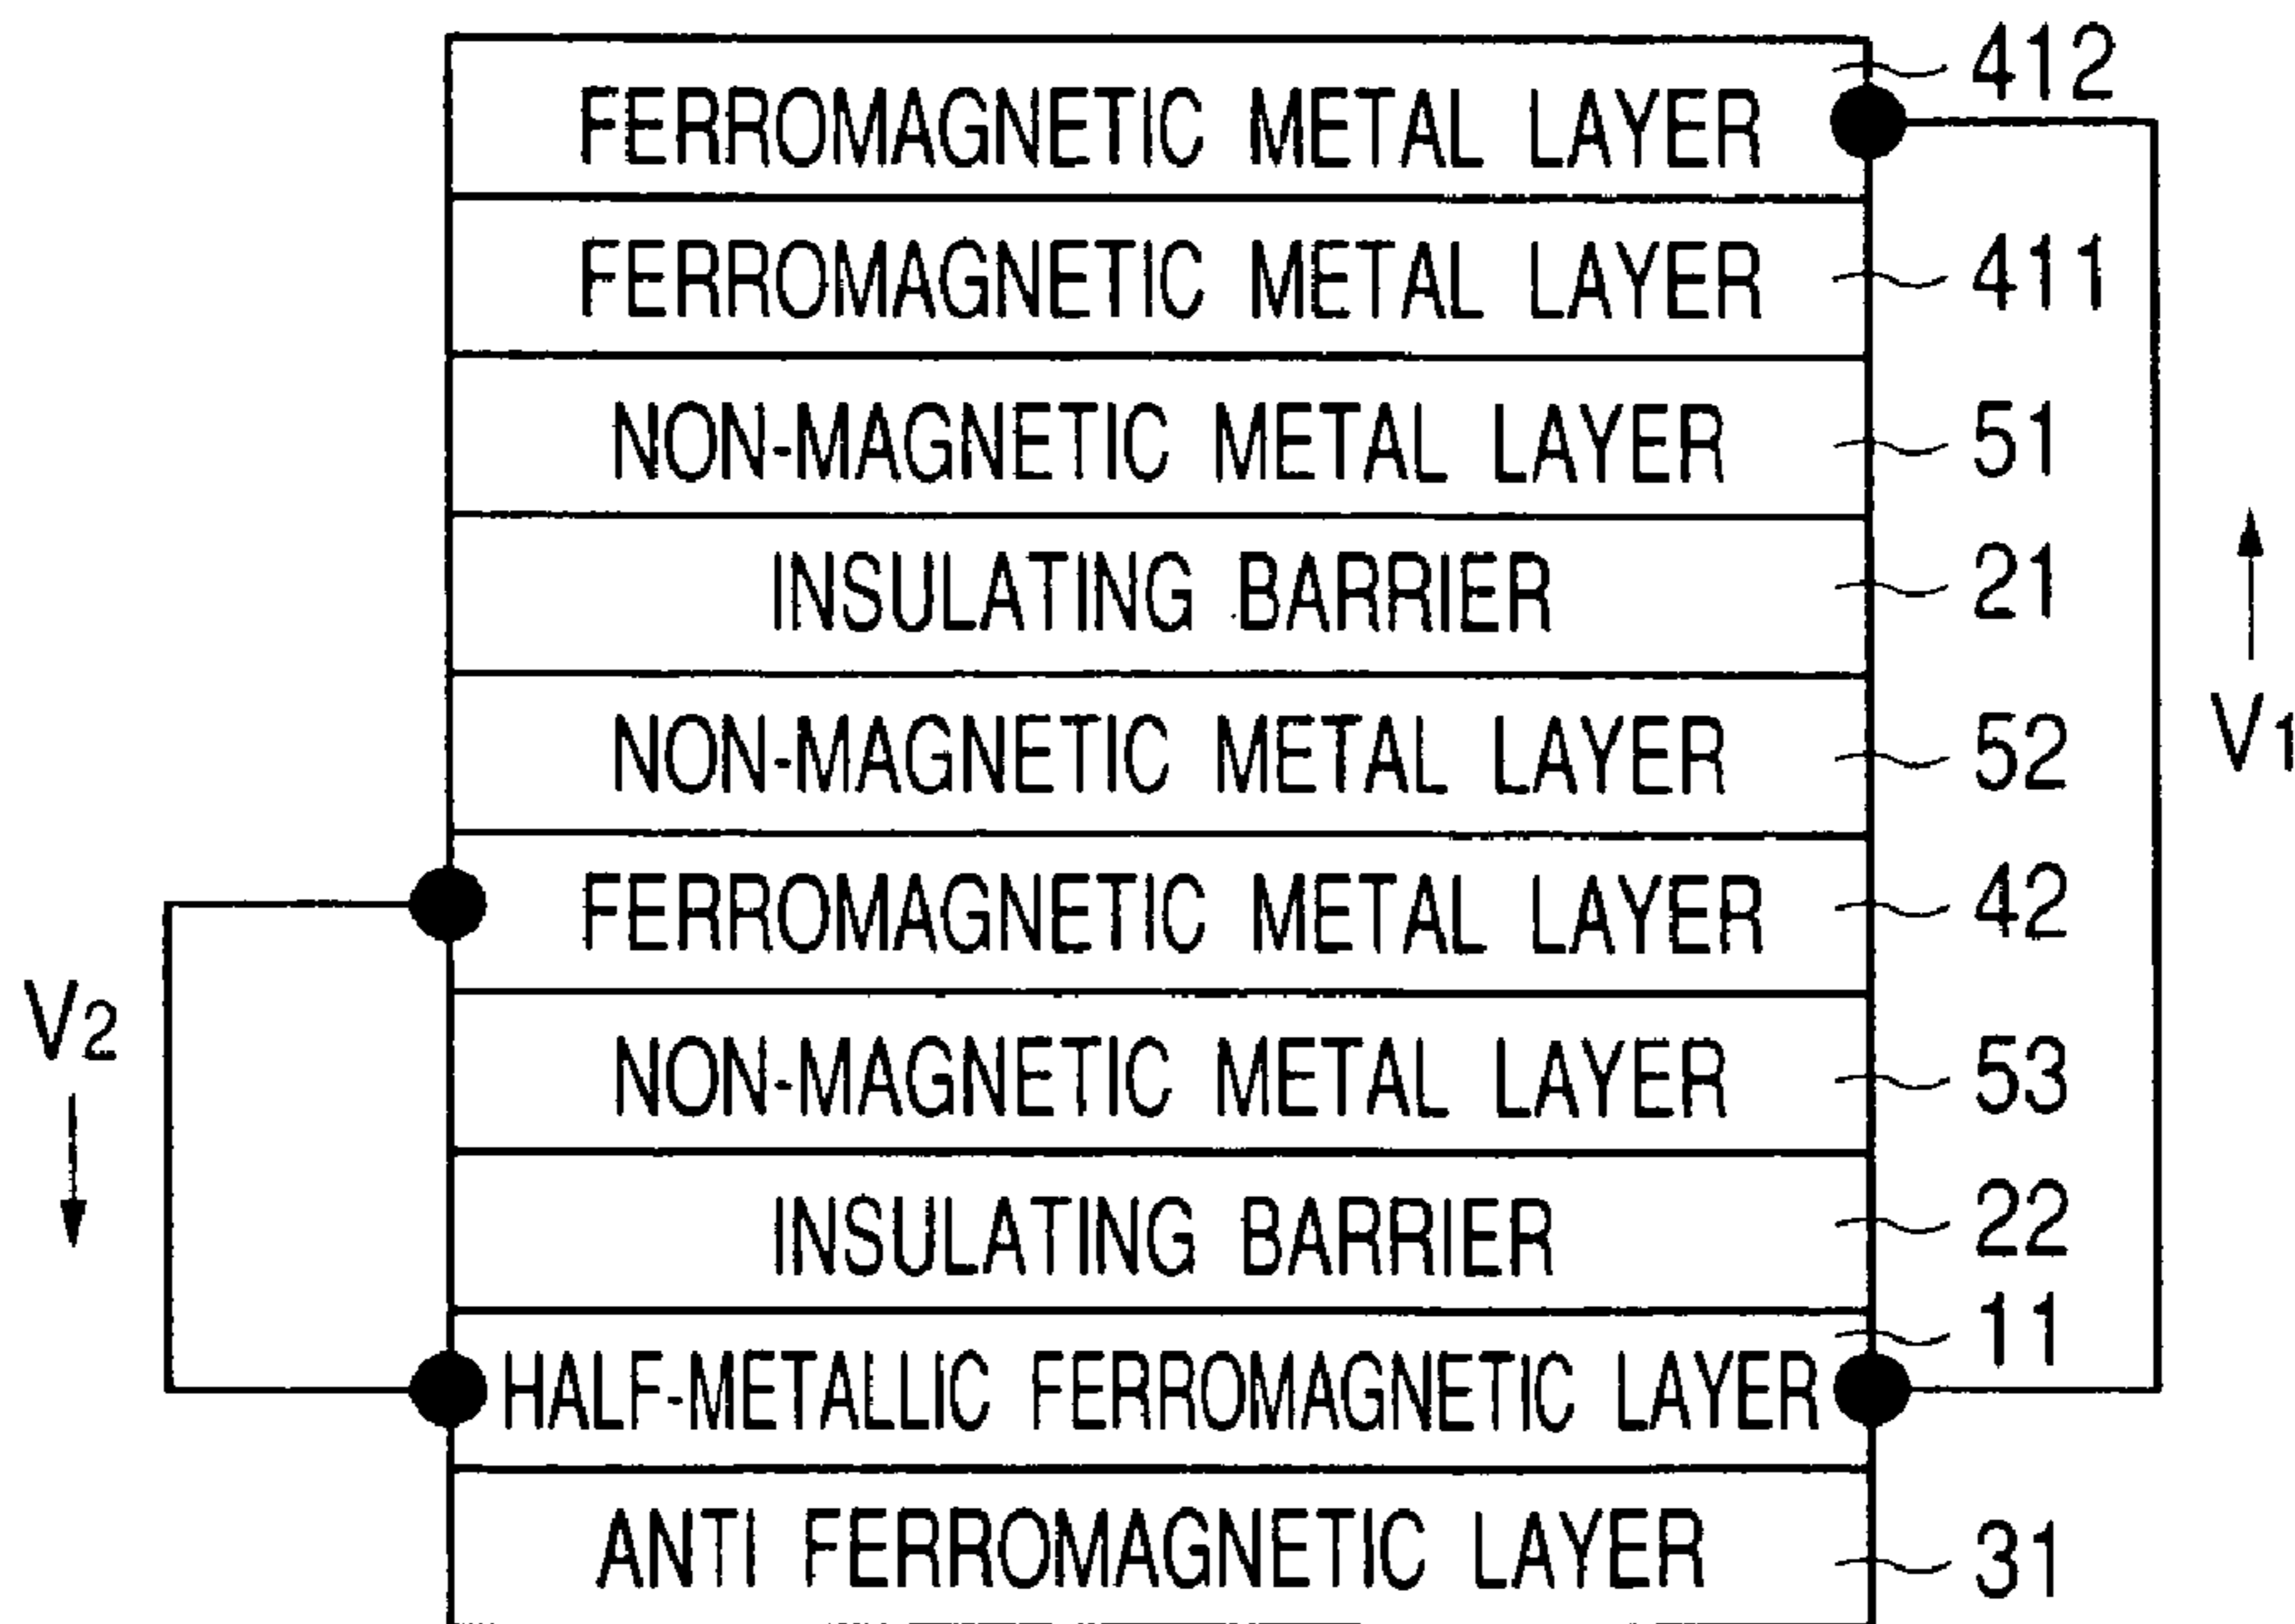 412
FERROMAGNETIC METAL LAYER
FERROMAGNETIC METAL LAYER 411
NON-MAGNETIC METAL LAYER 51
INSULATING BARRIER 21
NON-MAGNETIC METAL LAYER 52
V1
FERROMAGNETIC METAL LAYER 42
V2
NON-MAGNETIC METAL LAYER 53
INSULATING BARRIER 22
11
HALF-METALLIC FERROMAGNETIC LAYER
ANTI FERROMAGNETIC LAYER 31